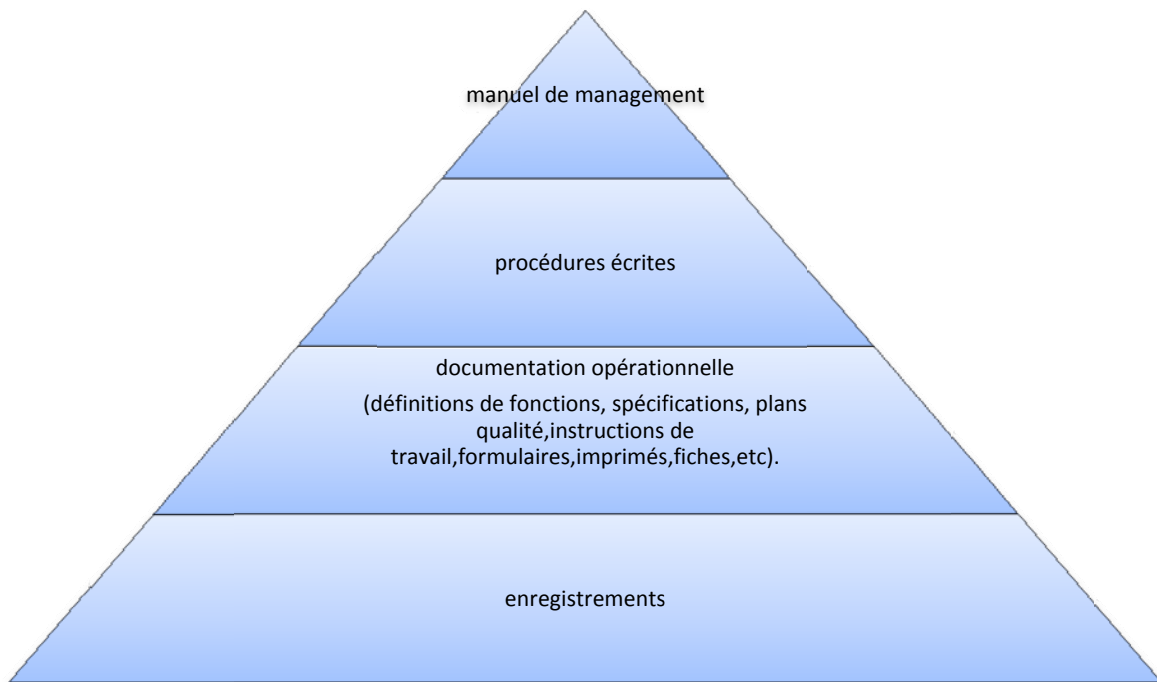 manuel de management
procédures écrites
documentation opérationnelle
(définitions de fonctions, spécifications, plans
qualité,instructions de
travail,formulaires,imprimés,fiches,etc).
enregistrements